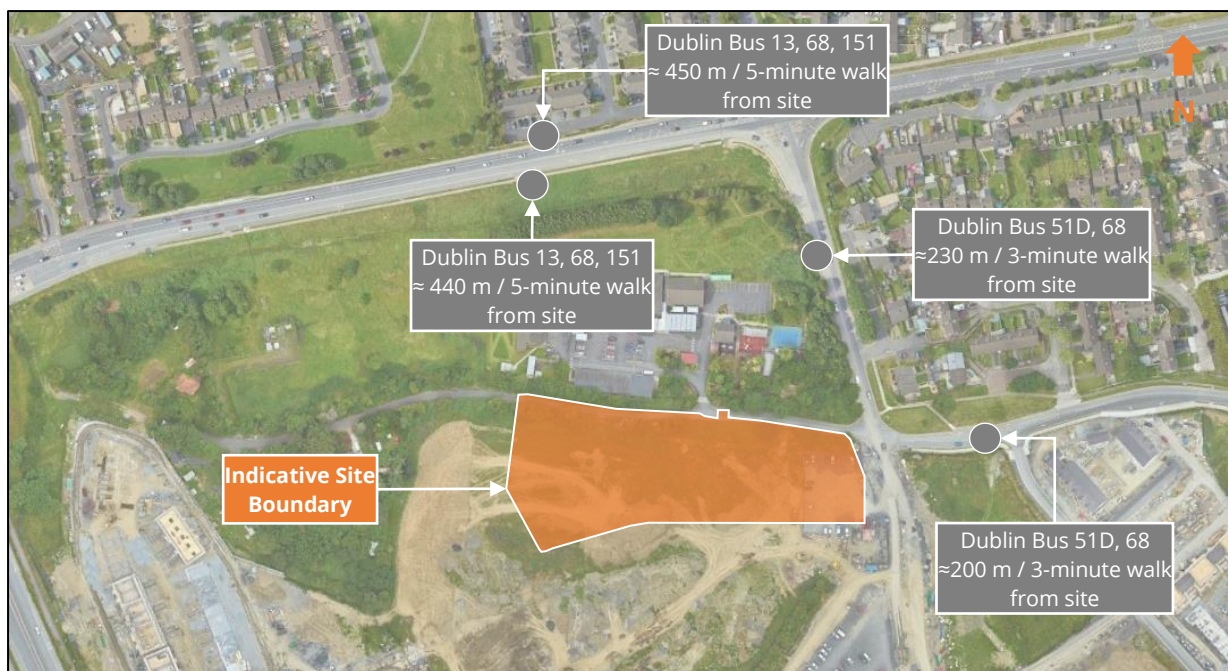 Dublin Bus 13, 68, 151
≈ 450 m / 5-minute walk
from site
N
Dublin Bus 13, 68, 151
≈ 440 m / 5-minute walk
from site
Dublin Bus 51D, 68
≈230 m / 3-minute walk
from site
Indicative Site
Boundary
Dublin Bus 51D, 68
≈200 m / 3-minute walk
from site